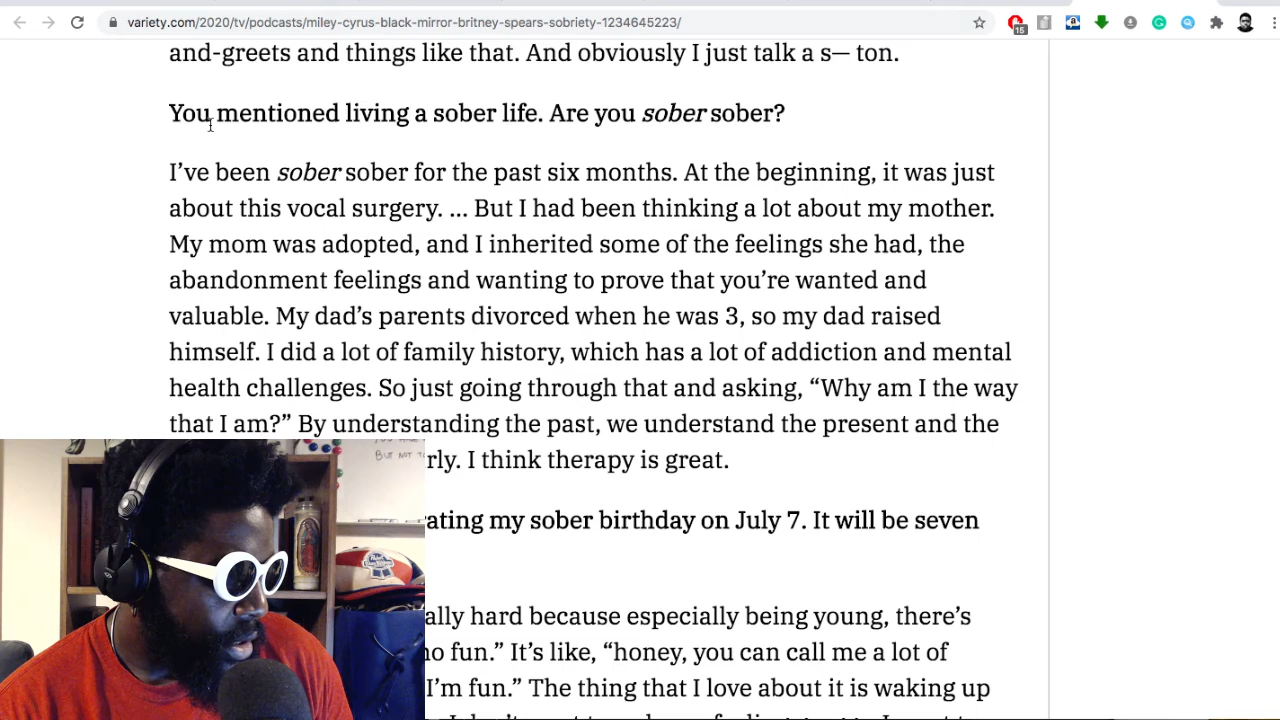 variety.com/2020/tv/podcasts/miley-cyrus-black-mirror-britney-spears-sobriety-1234645223/
15
and-greets and things like that. And obviously I just talk a s— ton.
You mentioned living a sober life. Are you sober sober?
I’ve been sober sober for the past six months. At the beginning, it was just
about this vocal surgery. … But I had been thinking a lot about my mother.
My mom was adopted, and I inherited some of the feelings she had, the
abandonment feelings and wanting to prove that you’re wanted and
valuable. My dad’s parents divorced when he was 3, so my dad raised
himself. I did a lot of family history, which has a lot of addiction and mental
health challenges. So just going through that and asking, “Why am I the way
that I am?” By understanding the past, we understand the present and the
rly. I think therapy is great.
BUT NOT
rating my sober birthday on July 7. It will be seven
Pabst
ally hard because especially being young, there’s
no fun.” It’s like, “honey, you can call me a lot of
I’m fun.” The thing that I love about it is waking up